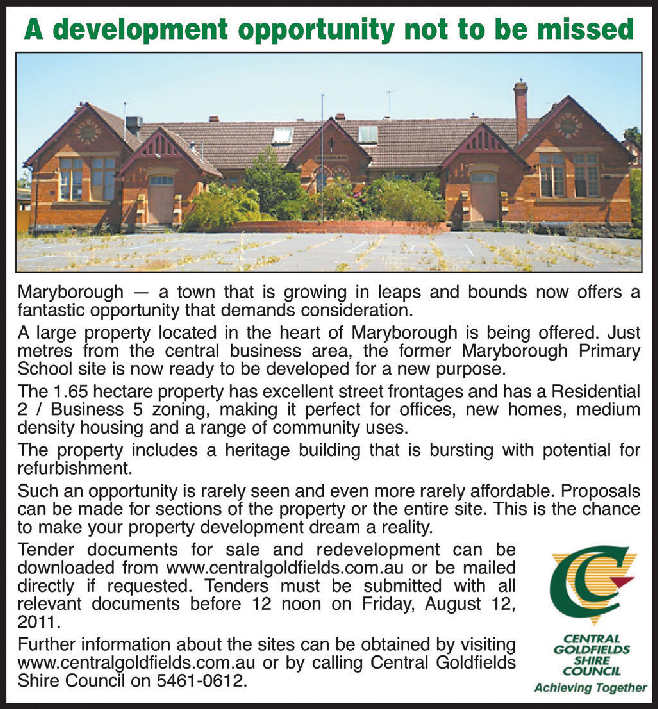 A development opportunity not to be missed
Maryborough — a town that is growing in leaps and bounds now offers a
fantastic opportunity that demands consideration.
A large property located in the heart of Maryborough is being offered. Just
metres from the central business area, the former Maryborough Primary
School site is now ready to be developed for a new purpose.
The 1.65 hectare property has excellent street frontages and has a Residential
2 / Business 5 zoning, making it perfect for offices, new homes, medium
density housing and a range of community uses.
The property includes a heritage building that is bursting with potential for
refurbishment.
Such an opportunity is rarely seen and even more rarely affordable. Proposals
can be made for sections of the property or the entire site. This is the chance
to make your property development dream a reality.
Tender documents for sale and redevelopment can be
downloaded from www.centralgoldfields.com.au or be mailed
directly if requested. Tenders must be submitted with all
relevant documents before 12 noon on Friday, August 12,
2011.
Further information about the sites can be obtained by visiting
www.centralgoldfields.com.au or by calling Central Goldfields
Shire Council on 5461-0612.
CENTRAL
GOLDFIELDS
SHIRE
COUNCIL
Achieving Together